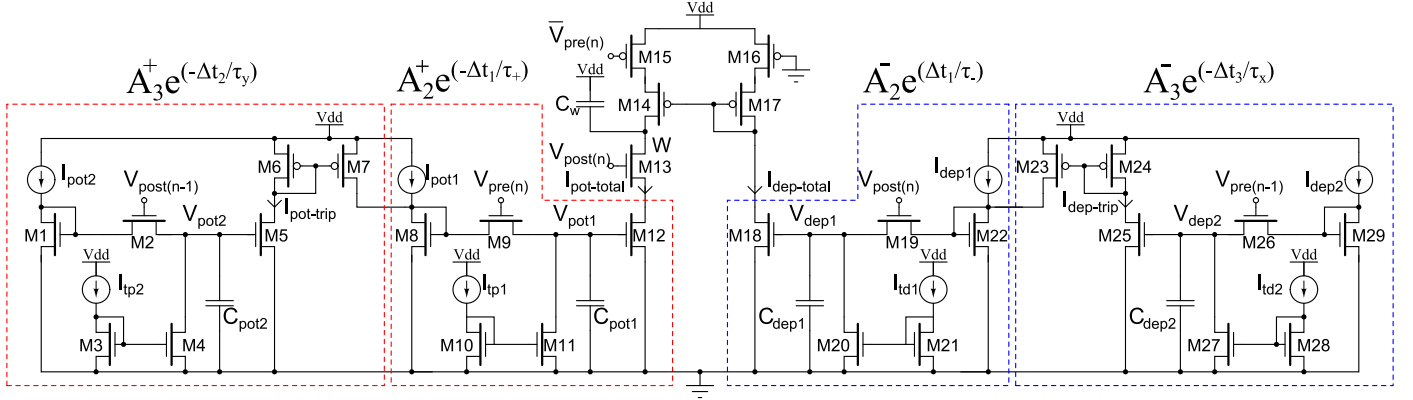 Vdd
V̅pre(n)
M15
M16
A3+e(-Δt2/τy)
A2+e(-Δt1/τ+)
A2-e(Δt1/τ-)
A3-e(-Δt3/τx)
Vdd
Cw
M14
M17
Vdd
Vdd
W
M6
M7
Vpost(n)
M13
M23
M24
Ipot2
Vpost(n-1)
Ipot-trip
Ipot1
Vpre(n)
Ipot-total
Idep-total
Vpost(n)
Idep1
Idep-trip
Vpre(n-1)
Idep2
M1
M2
Vpot2
M5
M8
M9
Vpot1
M12
M18
Vdep1
M19
M22
M25
Vdep2
M26
M29
Vdd
Itp2
Vdd
Itp1
Vdd
Itd1
Vdd
Itd2
Cpot2
Cpot1
Cdep1
Cdep2
M3
M4
M10
M11
M20
M21
M27
M28